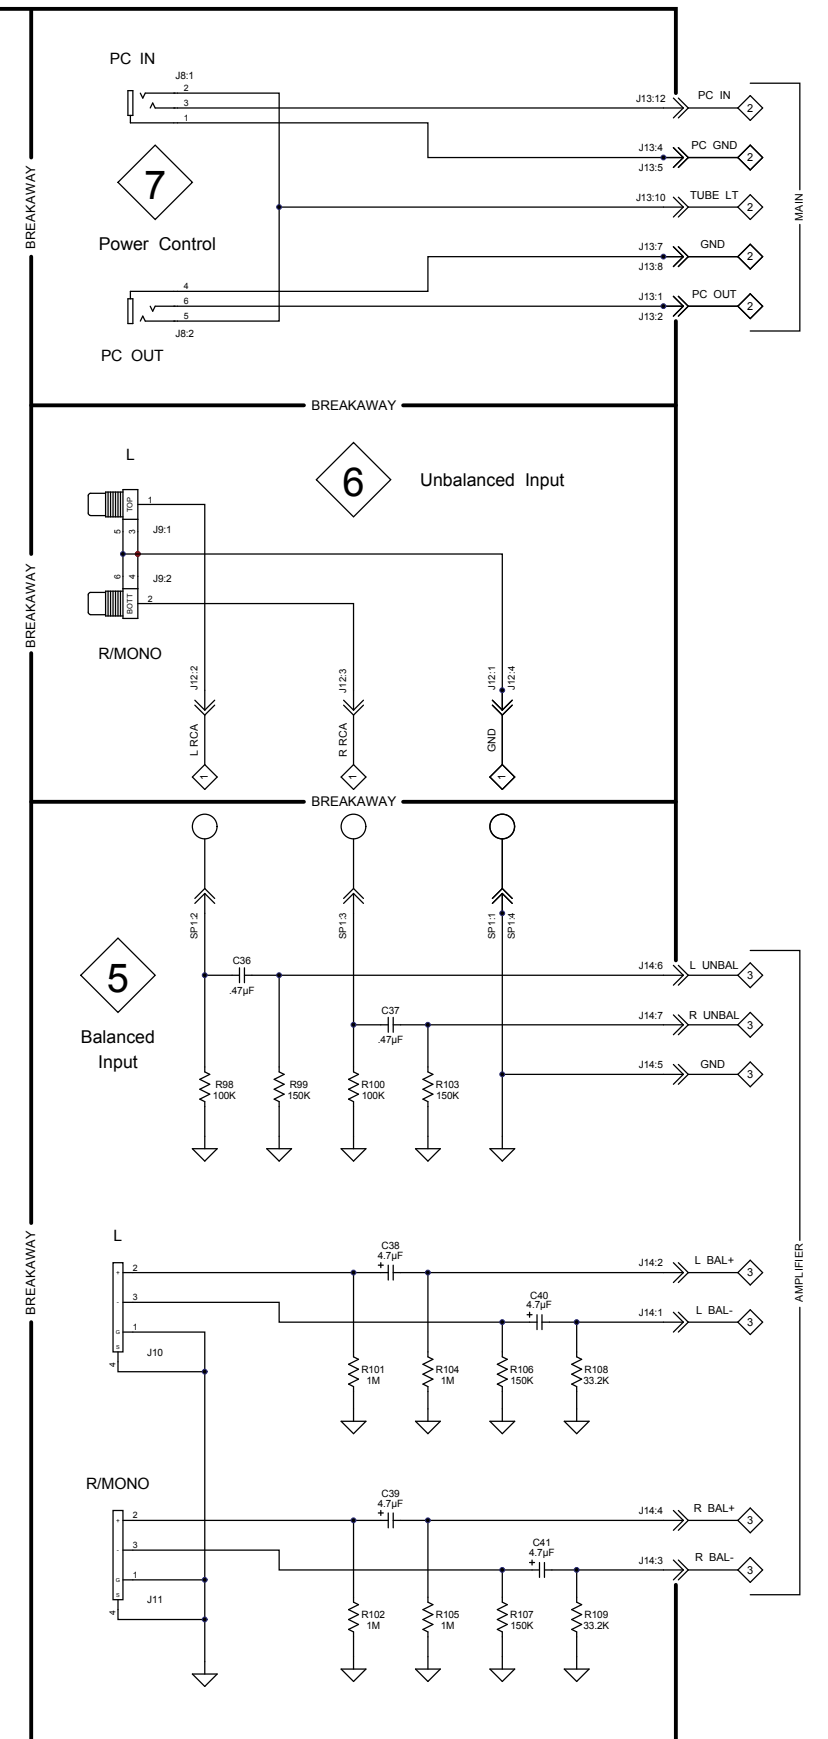 PC IN
J8:1
2
3
1
J13:12
PC IN
2
J13:4
PC GND
2
J13:5
7
Power Control
J13:10
TUBE LT
2
MAIN
BREAKAWAY
J13:7
GND
2
J13:8
4
6
5
J8:2
J13:1
PC OUT
2
J13:2
PC OUT
BREAKAWAY
L
6
Unbalanced Input
TOP
1
5
3
J9:1
6
4
J9:2
BOTT
2
R/MONO
BREAKAWAY
J12:2
J12:3
J12:1
J12:4
L RCA
R RCA
GND
1
1
1
BREAKAWAY
SP1:2
SP1:3
SP1:1
SP1:4
5
Balanced
Input
C36
.47µF
J14:6
L UNBAL
3
C37
.47µF
J14:7
R UNBAL
3
J14:5
GND
3
R98
100K
R99
150K
R100
100K
R103
150K
BREAKAWAY
AMPLIFIER
L
+
2
-
3
G
1
S
4
J10
C38
4.7µF
+
J14:2
L BAL+
3
C40
4.7µF
+
J14:1
L BAL-
3
R101
1M
R104
1M
R106
150K
R108
33.2K
R/MONO
+
2
-
3
G
1
S
4
J11
C39
4.7µF
+
J14:4
R BAL+
3
C41
4.7µF
+
J14:3
R BAL-
3
R102
1M
R105
1M
R107
150K
R109
33.2K